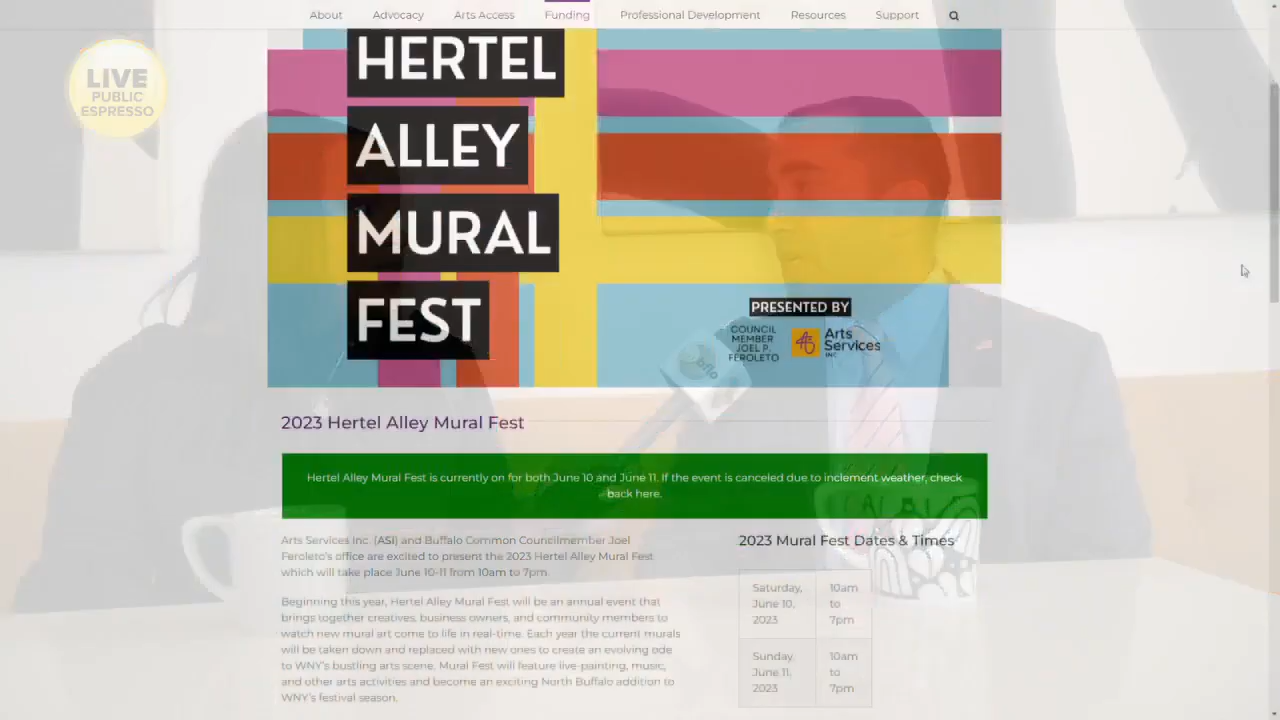 About Advocacy Arts Access Funding Professional Development Resources Support
LIVE
PUBLIC
ESPRESSO
HERTEL
ALLEY
MURAL
FEST
PRESENTED BY
COUNCIL
MEMBER
JOEL P.
FEROLETO
Arts
Services
INC
2023 Hertel Alley Mural Fest
Hertel Alley Mural Fest is currently on for both June 10 and June 11. If the event is canceled due to inclement weather, check
back here.
Arts Services Inc. (ASI) and Buffalo Common Councilmember Joel
Feroleto's office are excited to present the 2023 Hertel Alley Mural Fest
which will take place June 10-11 from 10am to 7pm.
Beginning this year, Hertel Alley Mural Fest will be an annual event that
brings together creatives, business owners, and community members to
watch new mural art come to life in real-time. Each year the current murals
will be taken down and replaced with new ones to create an evolving ode
to WNY's bustling arts scene. Mural Fest will feature live-painting, music,
and other arts activities and become an exciting North Buffalo addition to
WNY's festival season.
2023 Mural Fest Dates & Times
Saturday,
June 10,
2023
10am
to
7pm
Sunday,
June 11,
2023
10am
to
7pm